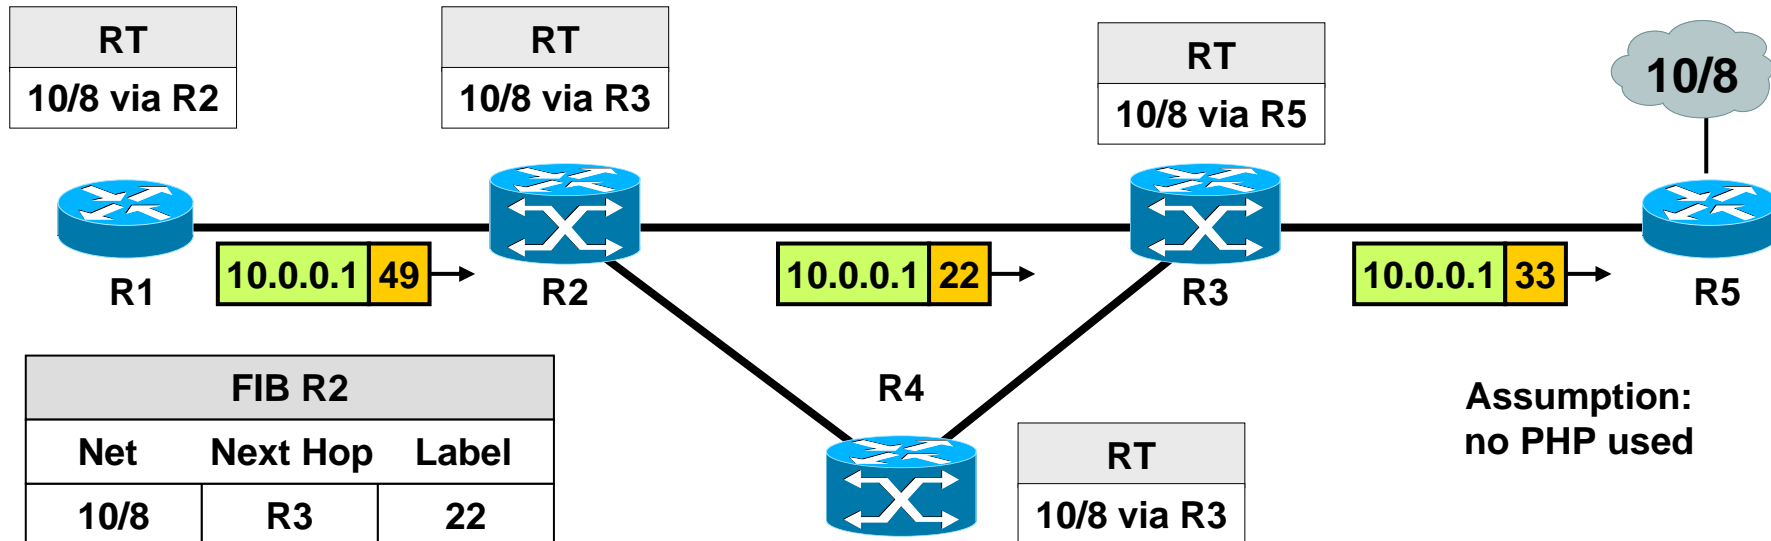 RT
10/8 via R2
RT
10/8 via R3
RT
10/8 via R5
10/8
R1
10.0.0.1 49
R2
10.0.0.1 22
R3
10.0.0.1 33
R5
FIB R2
Net Next Hop Label
10/8 R3 22
R4
RT
10/8 via R3
Assumption:
no PHP used